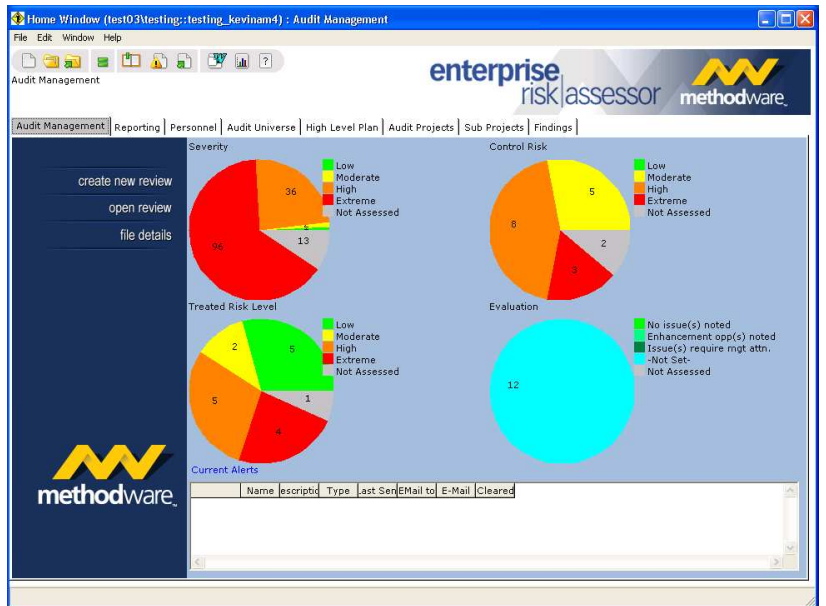 Home Window (test03\testing::testing_kevinam4) : Audit Management
File Edit Window Help
Audit Management
enterprise
risk assessor
methodware
Audit Management Reporting Personnel Audit Universe High Level Plan Audit Projects Sub Projects Findings
create new review
open review
file details
Severity
36
13
96
Low
Moderate
High
Extreme
Not Assessed
Control Risk
5
8
2
3
Low
Moderate
High
Extreme
Not Assessed
Treated Risk Level
2
5
5
1
4
Low
Moderate
High
Extreme
Not Assessed
Evaluation
12
No issue(s) noted
Enhancement opp(s) noted
Issue(s) require mgt attn.
-Not Set-
Not Assessed
methodware
Current Alerts
Name escriptic Type .ast Sen EMail to E-Mail Cleared